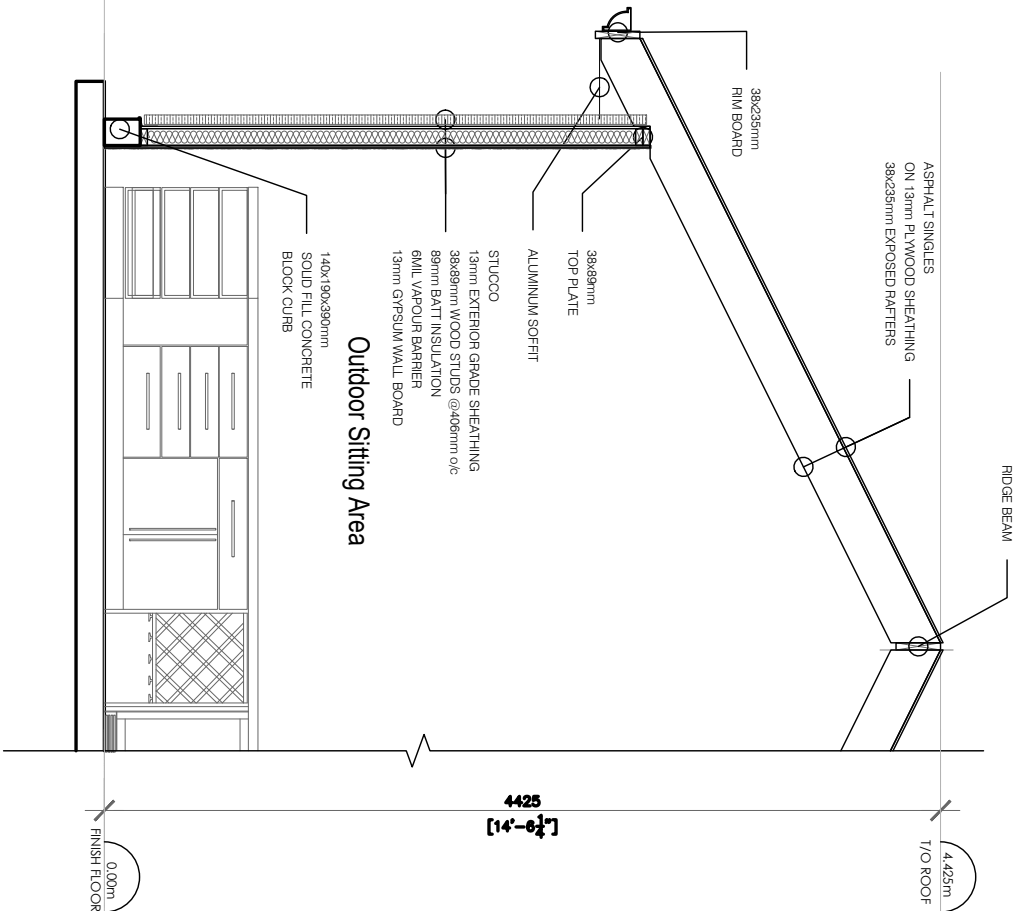 RIDGE BEAM
ASPHALT SINGLES
ON 13mm PLYWOOD SHEATHING
38x235mm EXPOSED RAFTERS
38x235mm
RIM BOARD
38x89mm
TOP PLATE
ALUMINUM SOFFIT
STUCCO
13mm EXTERIOR GRADE SHEATHING
38x89mm WOOD STUDS @406mm o/c
89mm BATT INSULATION
6MIL VAPOUR BARRIER
13mm GYPSUM WALL BOARD
Outdoor Sitting Area
140x190x390mm
SOLID FILL CONCRETE
BLOCK CURB
4425
[14'-6¼"]
4.425m
T/O ROOF
0.00m
FINISH FLOOR